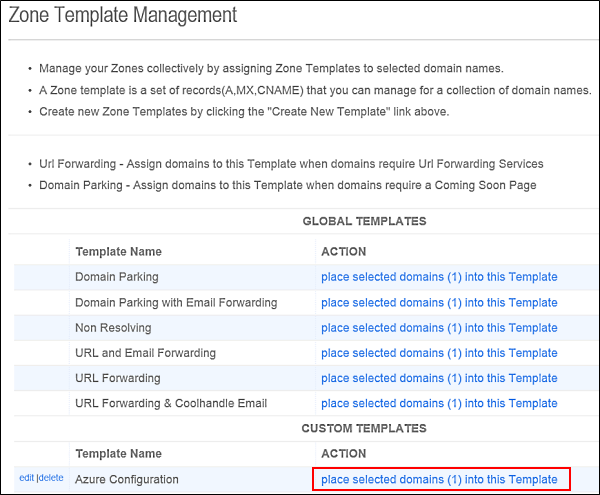 Zone Template Management
• Manage your Zones collectively by assigning Zone Templates to selected domain names.
• A Zone template is a set of records(A,MX,CNAME) that you can manage for a collection of domain names.
• Create new Zone Templates by clicking the "Create New Template" link above.
• Url Forwarding - Assign domains to this Template when domains require Url Forwarding Services
• Domain Parking - Assign domains to this Template when domains require a Coming Soon Page
GLOBAL TEMPLATES
Template Name ACTION
Domain Parking place selected domains (1) into this Template
Domain Parking with Email Forwarding place selected domains (1) into this Template
Non Resolving place selected domains (1) into this Template
URL and Email Forwarding place selected domains (1) into this Template
URL Forwarding place selected domains (1) into this Template
URL Forwarding & Coolhandle Email place selected domains (1) into this Template
CUSTOM TEMPLATES
Template Name ACTION
edit |delete Azure Configuration place selected domains (1) into this Template